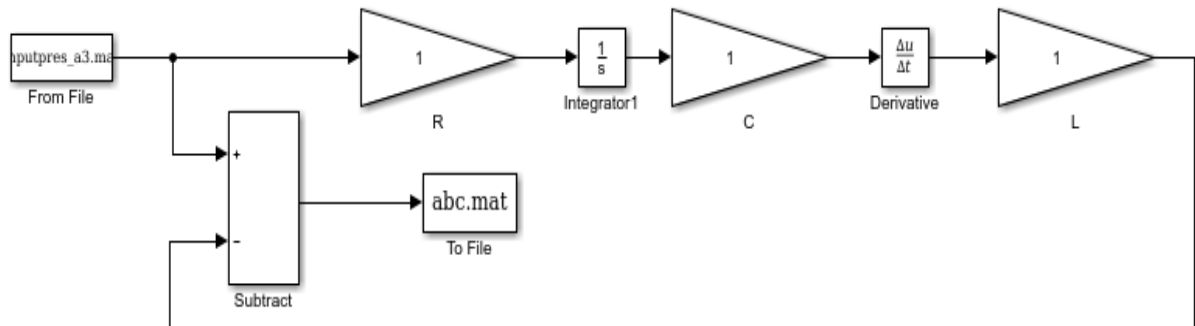 nputpres_a3.ma
From File
1
R
1
s
Integrator1
1
C
Δu
Δt
Derivative
1
L
+
−
Subtract
abc.mat
To File